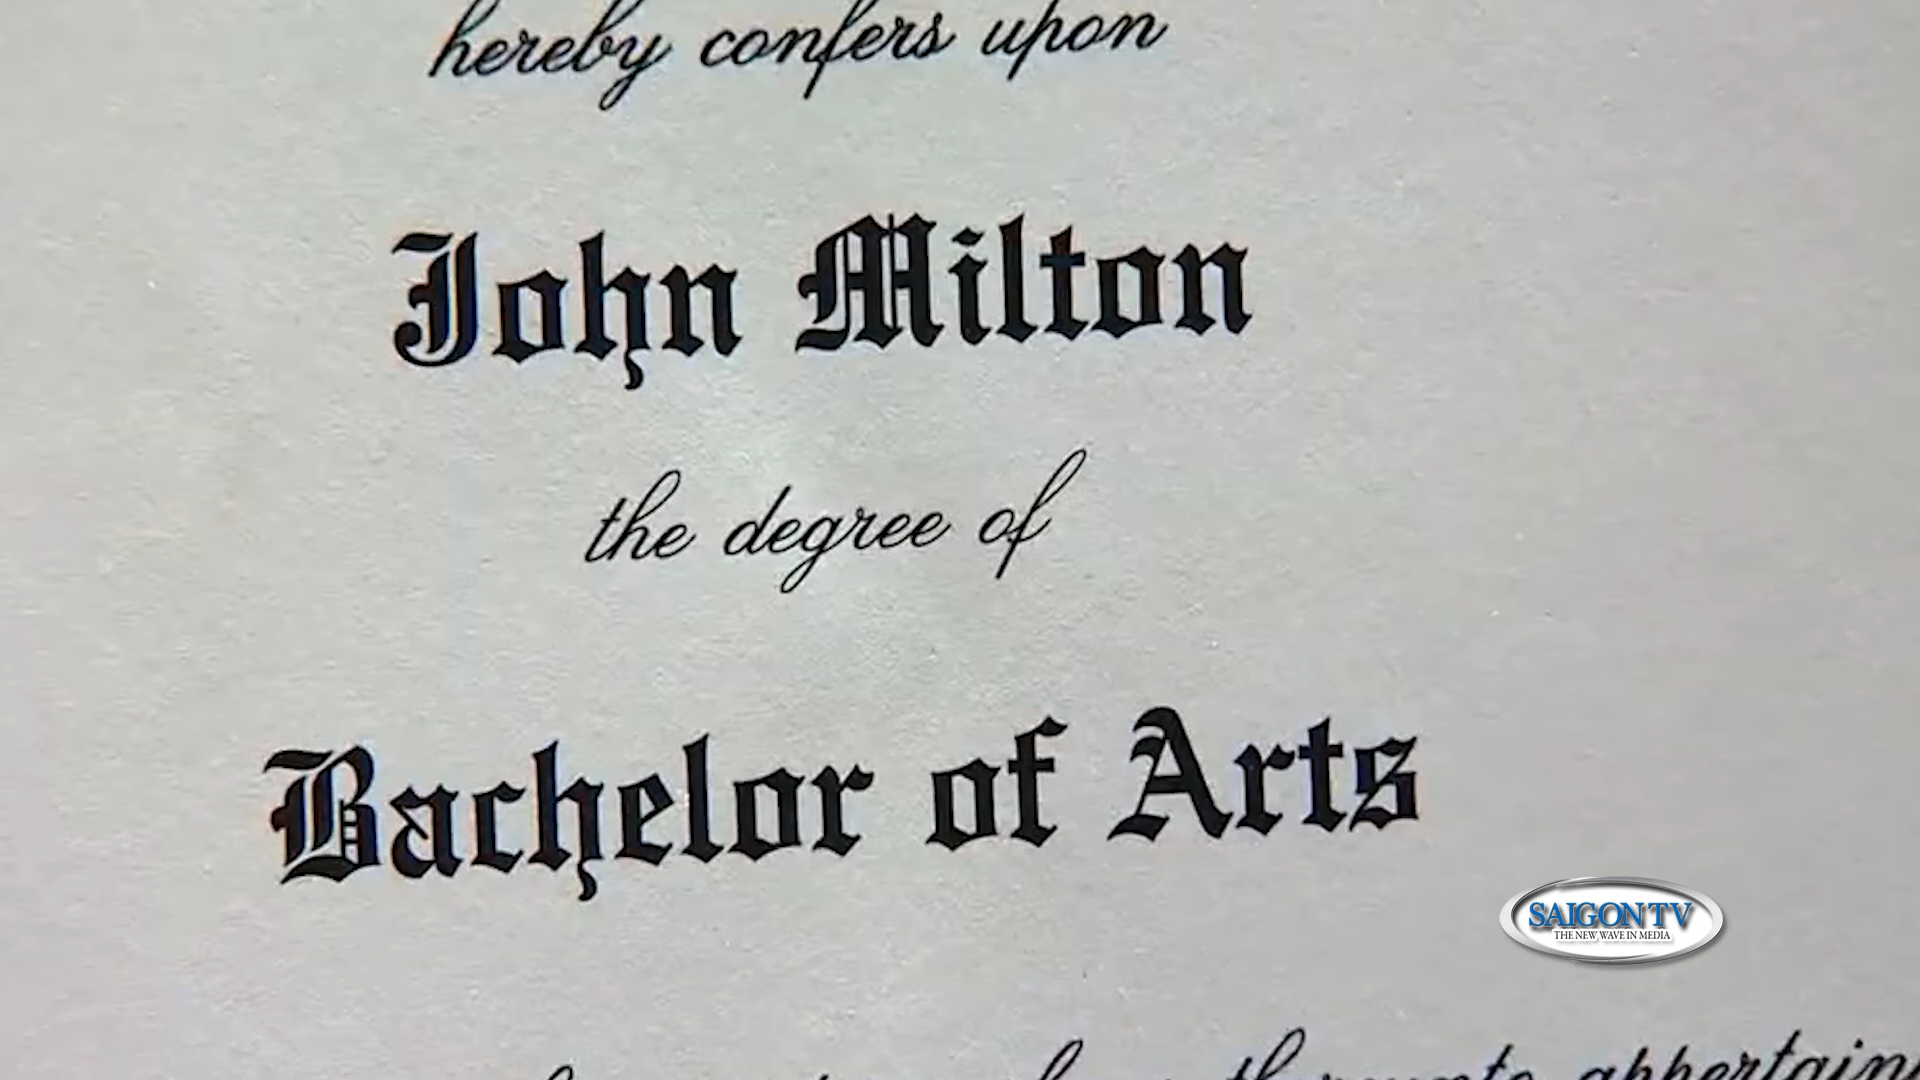 hereby confers upon
John Milton
the degree of
Bachelor of Arts
SAIGON TV
THE NEW WAVE IN MEDIA